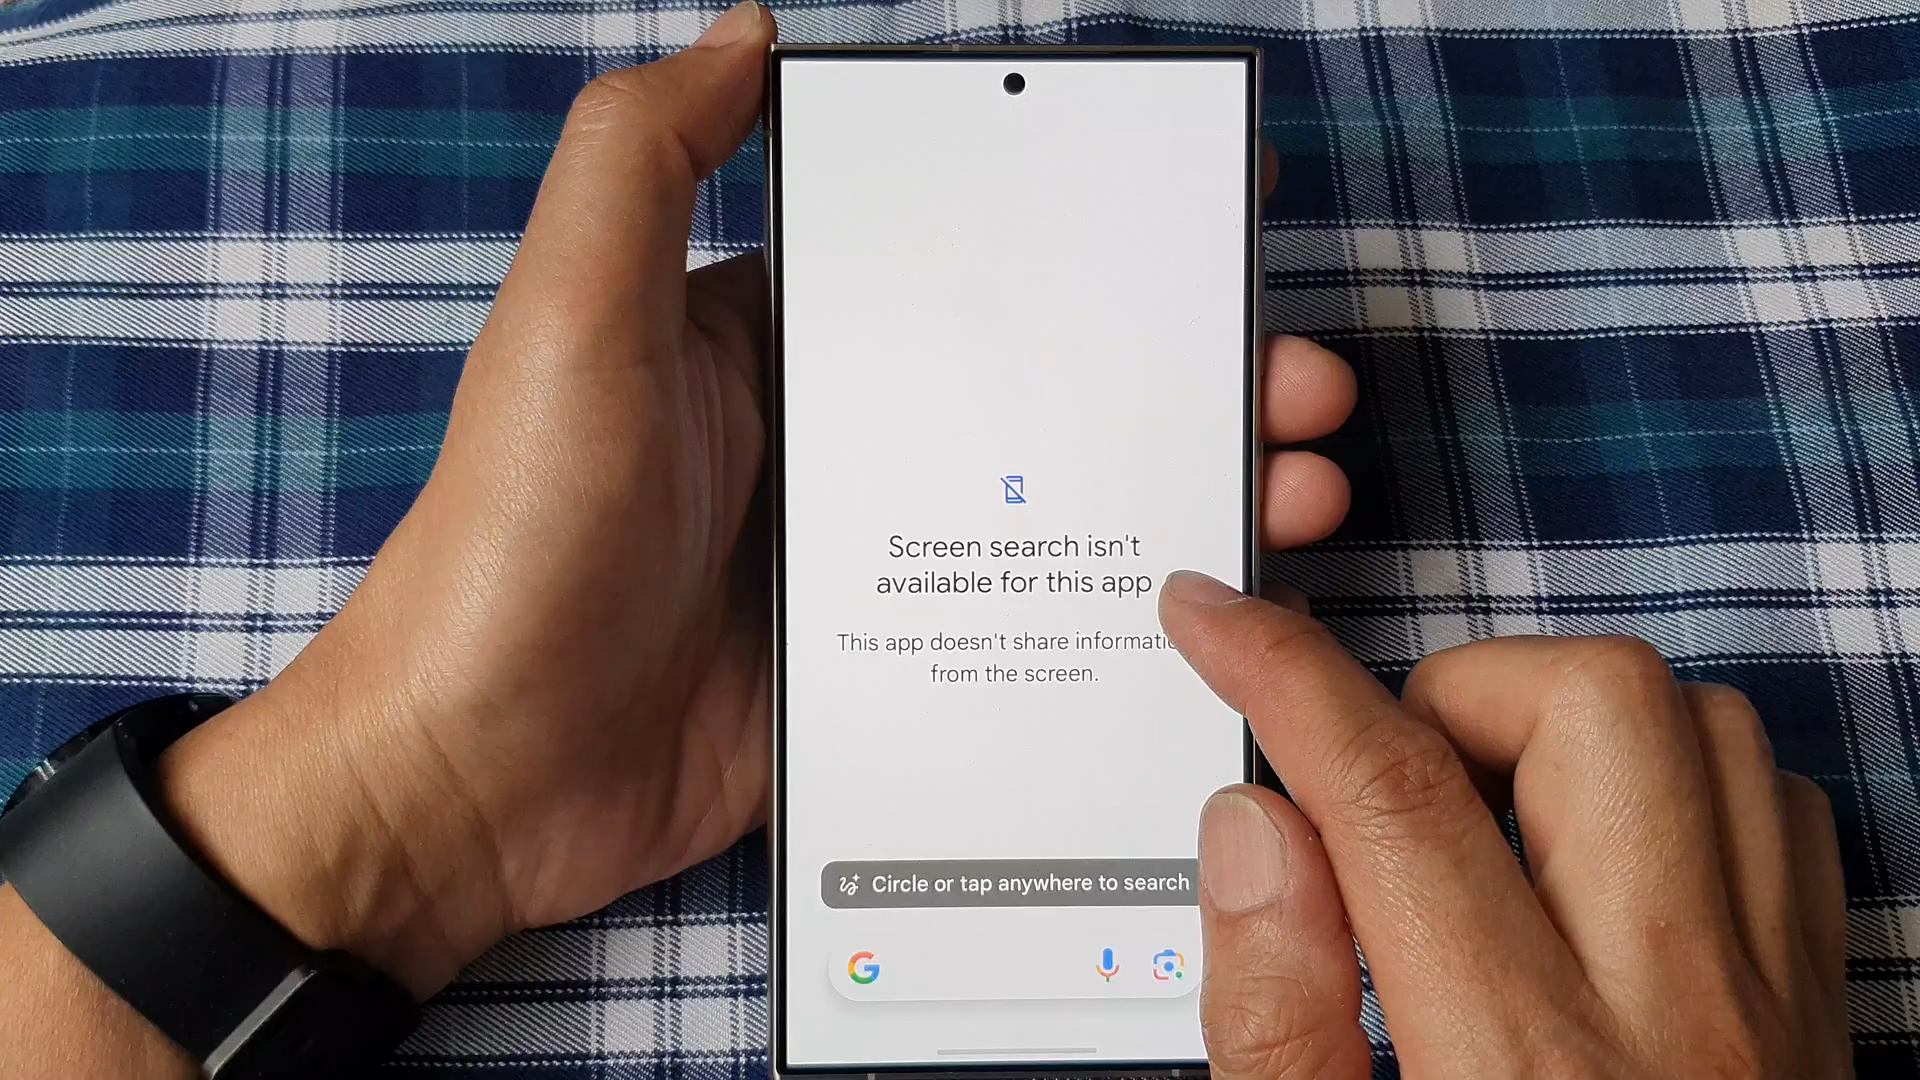 Screen search isn't
available for this app
This app doesn't share
from the screen.
Circle or tap anywhere to search
G